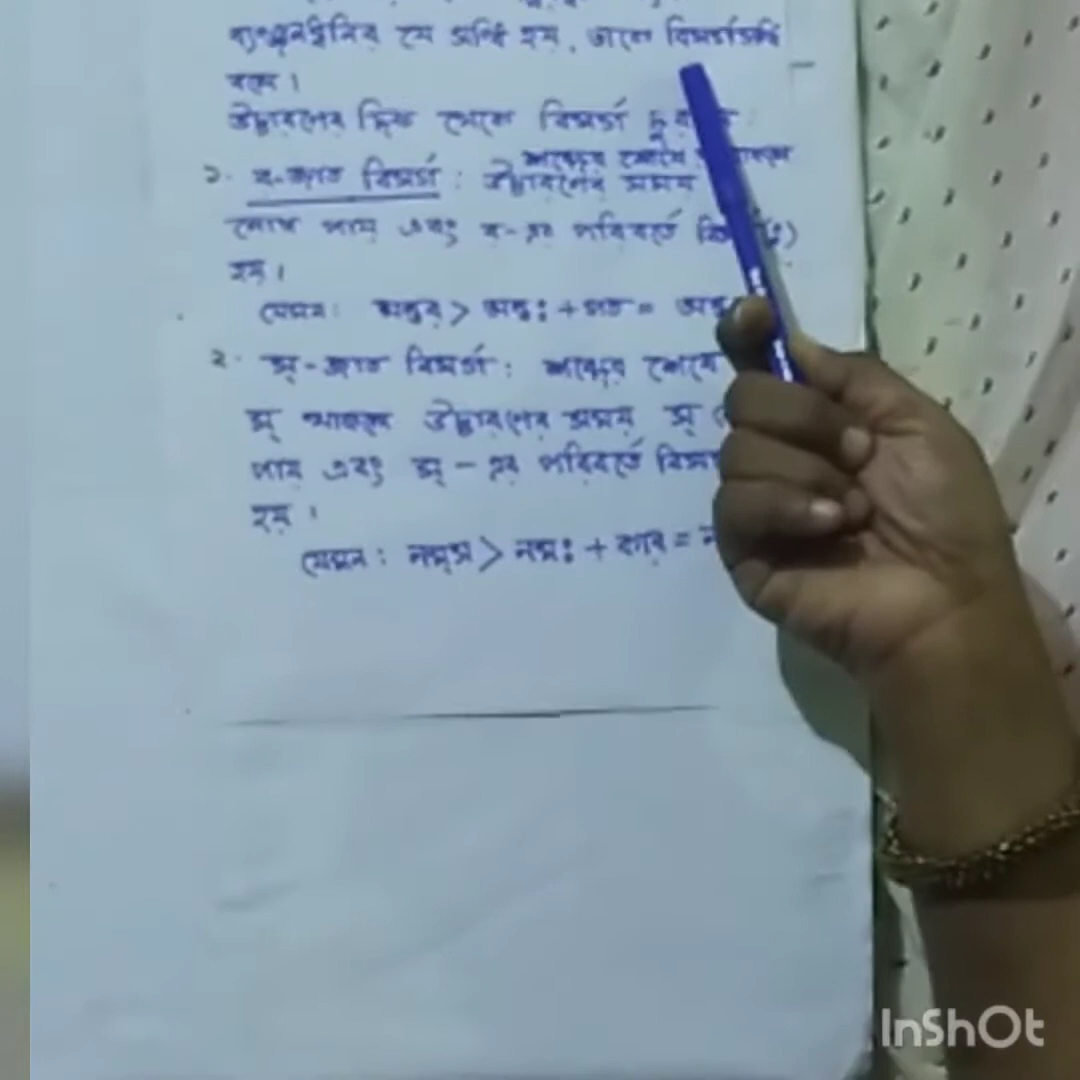 ব্যঞ্জনধ্বনির যে সন্ধি হয়, তাকে বিসর্গসন্ধি
বলে।
উচ্চারণের দিক থেকে বিসর্গ দু
শব্দের শেষে
১. র-জাত বিসর্গ : উচ্চারণের সময়
লোপ পায় এবং র-এর পরিবর্তে (ঃ)
হয়।
যেমন: অন্তর > অন্তঃ + গত =
২. স্-জাত বিসর্গ : শব্দের শেষে
স্ থাকলে উচ্চারণের সময় স্
পায় এবং স্ - এর পরিবর্তে
হয়।
যেমন : নমস > নমঃ + কার = ন
InShOt